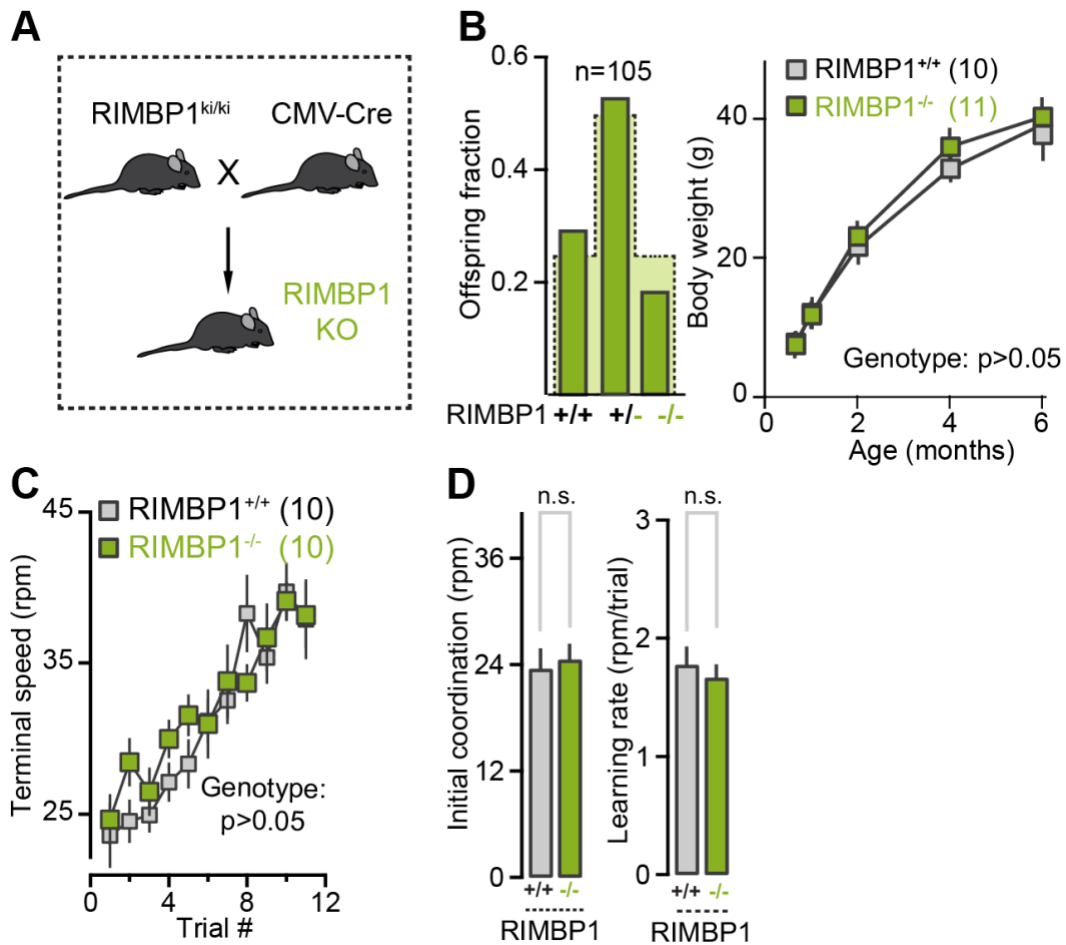 A
RIMBP1ki/ki CMV-Cre
X
RIMBP1
KO
B
Offspring fraction
0.6
0.4
0.2
n=105
RIMBP1 +/+ +/- -/-
RIMBP1+/+ (10)
RIMBP1-/- (11)
Body weight (g)
40
20
0
Genotype: p>0.05
0 2 4 6
Age (months)
C
RIMBP1+/+ (10)
RIMBP1-/- (10)
Terminal speed (rpm)
45
35
25
Genotype:
p>0.05
0 4 8 12
Trial #
D
n.s.
Initial coordination (rpm)
36
24
12
0
+/+ -/-
RIMBP1
n.s.
Learning rate (rpm/trial)
3
2
1
0
+/+ -/-
RIMBP1